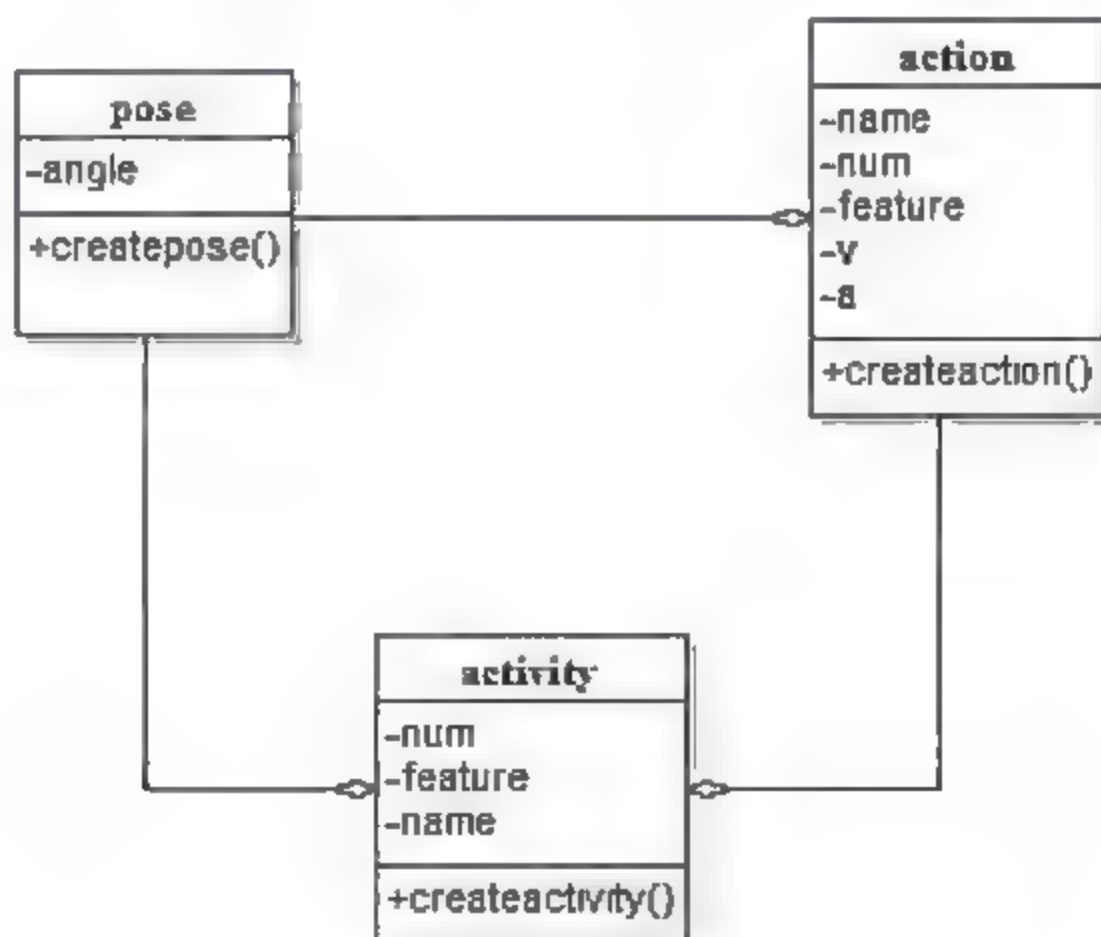 pose
-angle
+createpose()
action
-name
-num
-feature
-v
-a
+createaction()
activity
-num
-feature
-name
+createactivity()